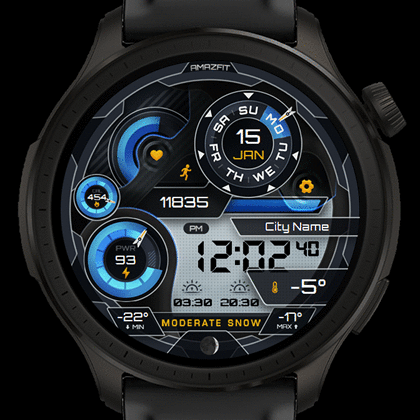 AMAZFIT
SA SU MO TU WE TH FR
15
JAN
454
11835
PWR
93
PM
City Name
12:02 40
-5°
03:30 20:30
-22°
MIN
-17°
MAX
MODERATE SNOW